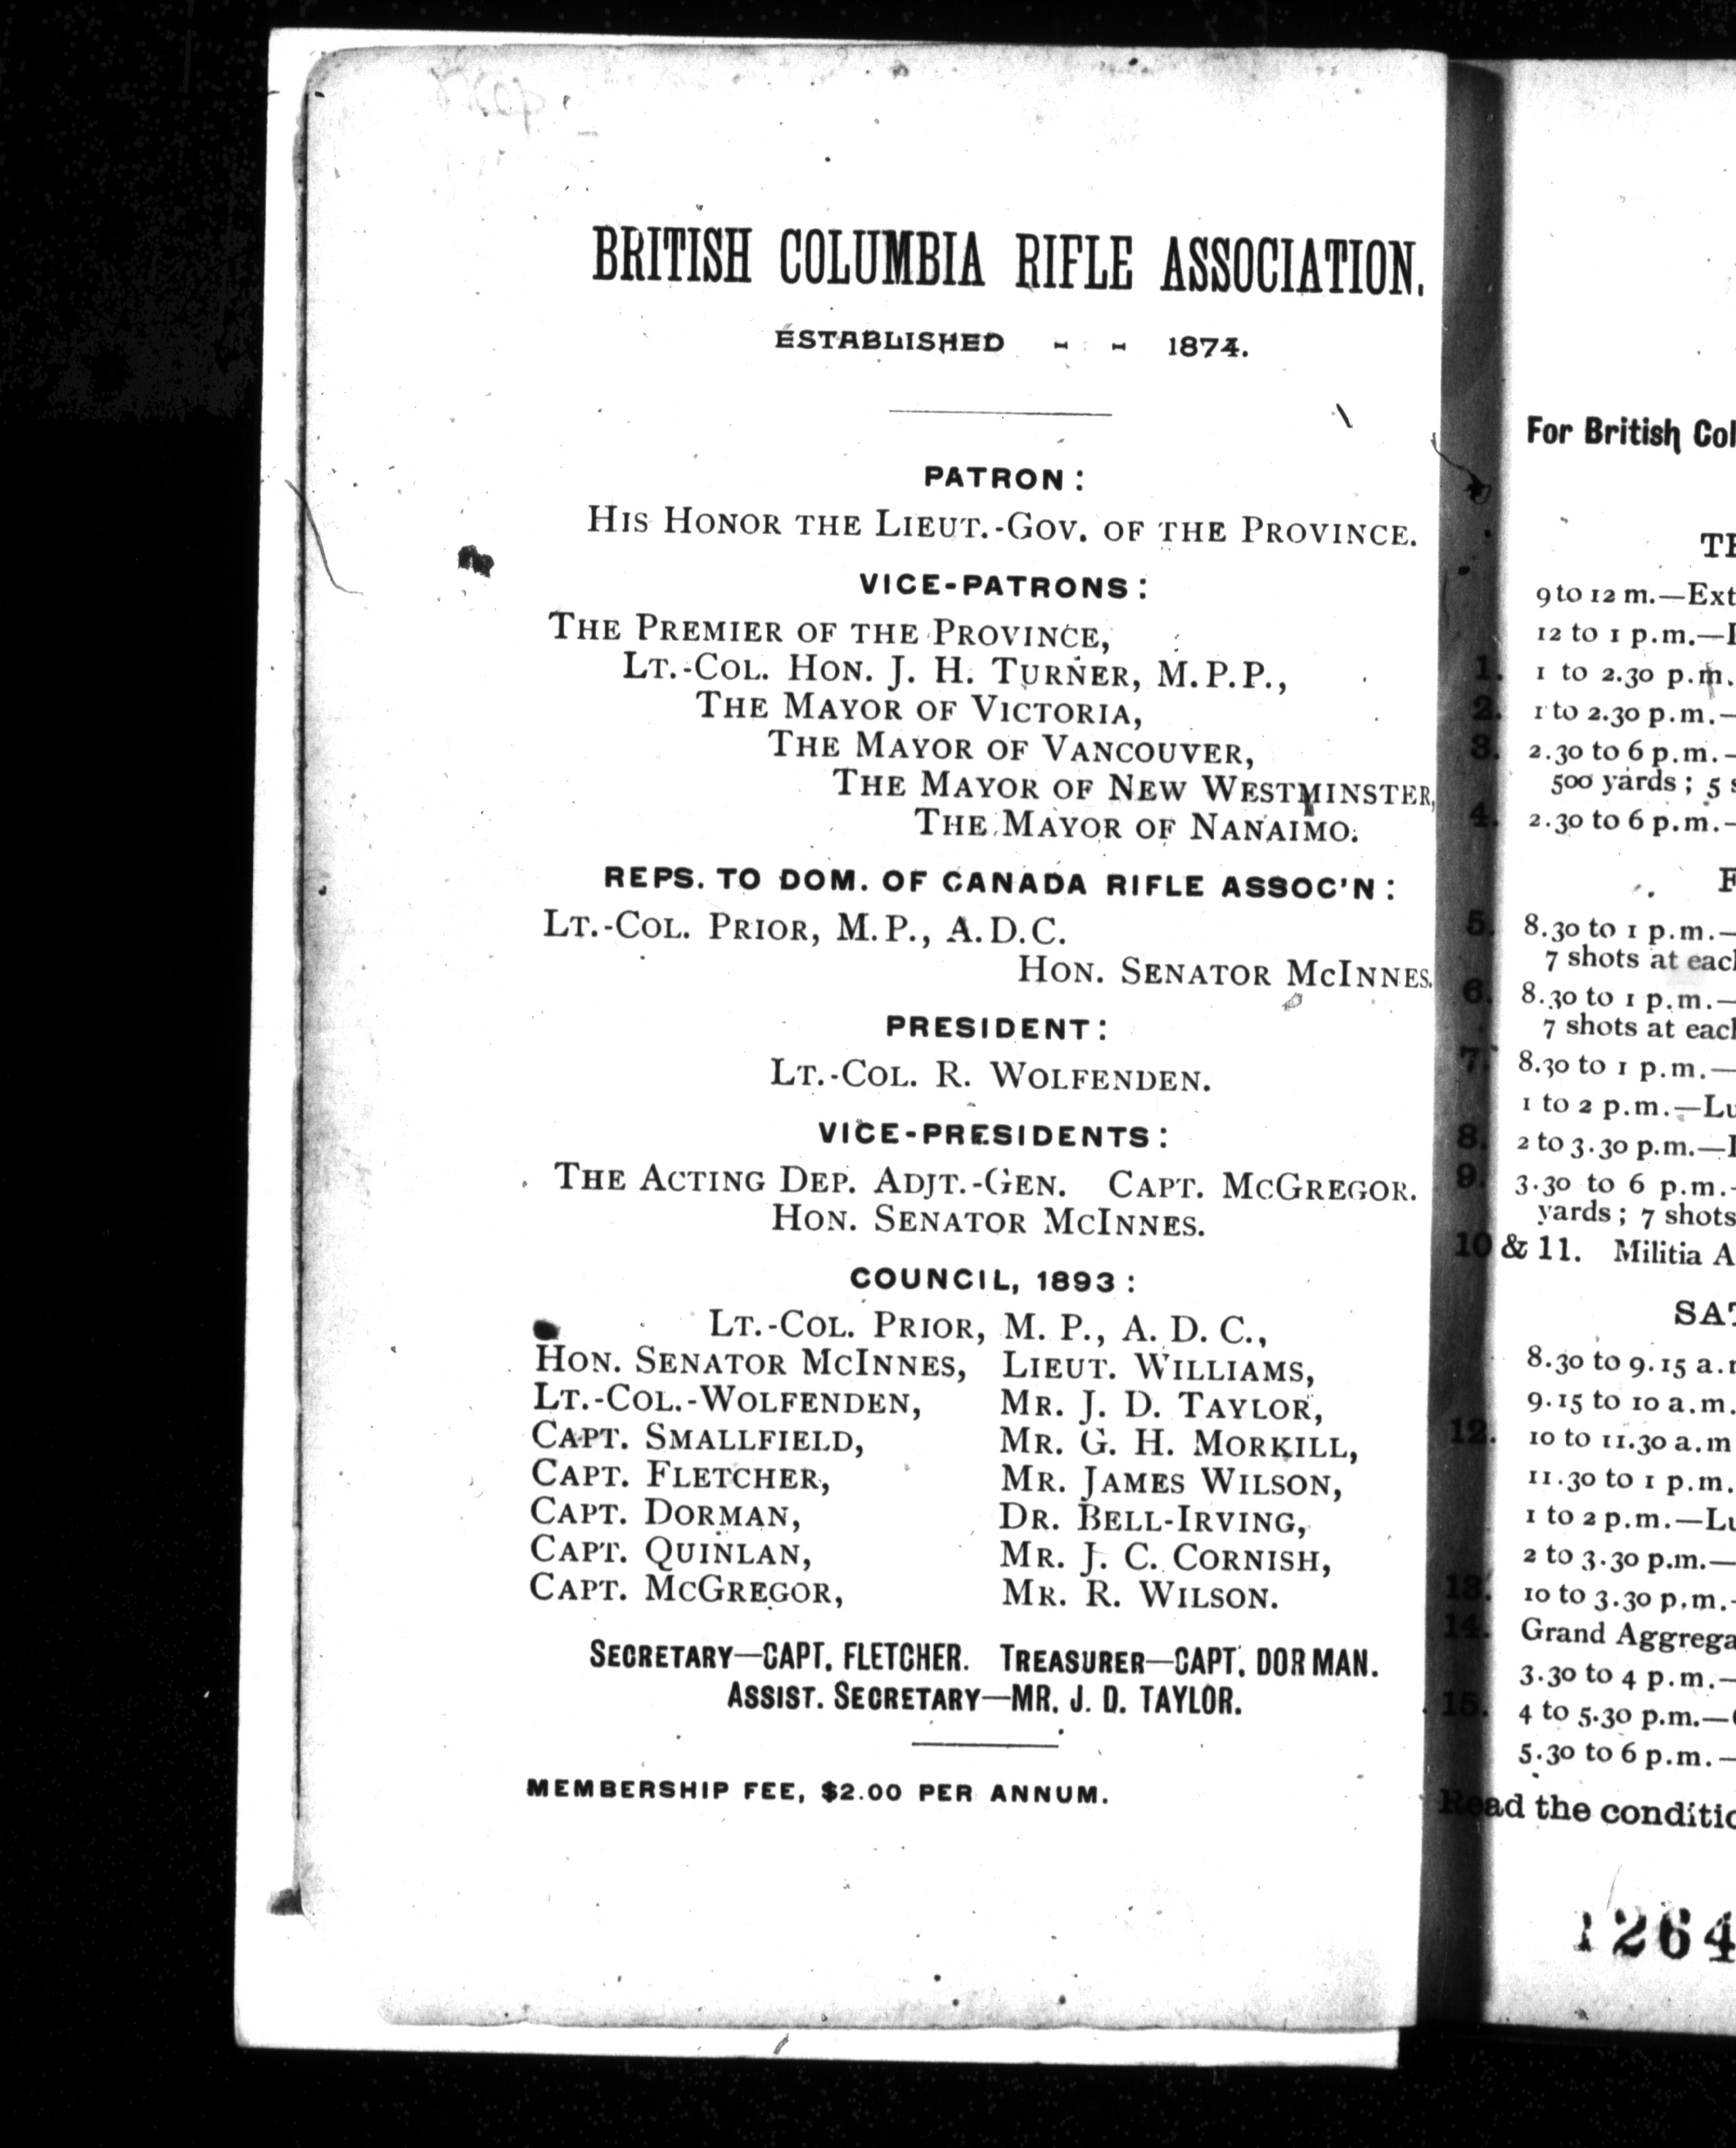 BRITISH COLUMBIA RIFLE ASSOCIATION.
ESTABLISHED - - 1874.
PATRON:
HIS HONOR THE LIEUT.-GOV. OF THE PROVINCE.
VICE-PATRONS:
THE PREMIER OF THE PROVINCE,
LT.-COL. HON. J. H. TURNER, M.P.P.,
THE MAYOR OF VICTORIA,
THE MAYOR OF VANCOUVER,
THE MAYOR OF NEW WESTMINSTER,
THE MAYOR OF NANAIMO.
REPS. TO DOM. OF CANADA RIFLE ASSOC'N:
LT.-COL. PRIOR, M.P., A.D.C.
HON. SENATOR McINNES.
PRESIDENT:
LT.-COL. R. WOLFENDEN.
VICE-PRESIDENTS:
THE ACTING DEP. ADJT.-GEN. CAPT. McGREGOR.
HON. SENATOR McINNES.
COUNCIL, 1893:
LT.-COL. PRIOR, M. P., A. D. C.,
HON. SENATOR McINNES, LIEUT. WILLIAMS,
LT.-COL.-WOLFENDEN, MR. J. D. TAYLOR,
CAPT. SMALLFIELD, MR. G. H. MORKILL,
CAPT. FLETCHER, MR. JAMES WILSON,
CAPT. DORMAN, DR. BELL-IRVING,
CAPT. QUINLAN, MR. J. C. CORNISH,
CAPT. McGREGOR, MR. R. WILSON.
SECRETARY—CAPT. FLETCHER. TREASURER—CAPT. DORMAN.
ASSIST. SECRETARY—MR. J. D. TAYLOR.
MEMBERSHIP FEE, $2.00 PER ANNUM.
For British Col
9 to 12 m.—Ext
12 to 1 p.m.—
1. 1 to 2.30 p.m.
2. 1 to 2.30 p.m.—
3. 2.30 to 6 p.m.—
500 yards; 5 s
4. 2.30 to 6 p.m.—
5. 8.30 to 1 p.m.—
7 shots at each
6. 8.30 to 1 p.m.—
7 shots at each
7. 8.30 to 1 p.m.—
1 to 2 p.m.—Lu
8. 2 to 3.30 p.m.—
9. 3.30 to 6 p.m.-
yards; 7 shots
10 & 11. Militia A
SAT
8.30 to 9.15 a.m
9.15 to 10 a.m.
12. 10 to 11.30 a.m
11.30 to 1 p.m.
1 to 2 p.m.—Lu
2 to 3.30 p.m.—
13. 10 to 3.30 p.m.-
14. Grand Aggrega
3.30 to 4 p.m.—
15. 4 to 5.30 p.m.—
5.30 to 6 p.m.—
Read the conditio
1264